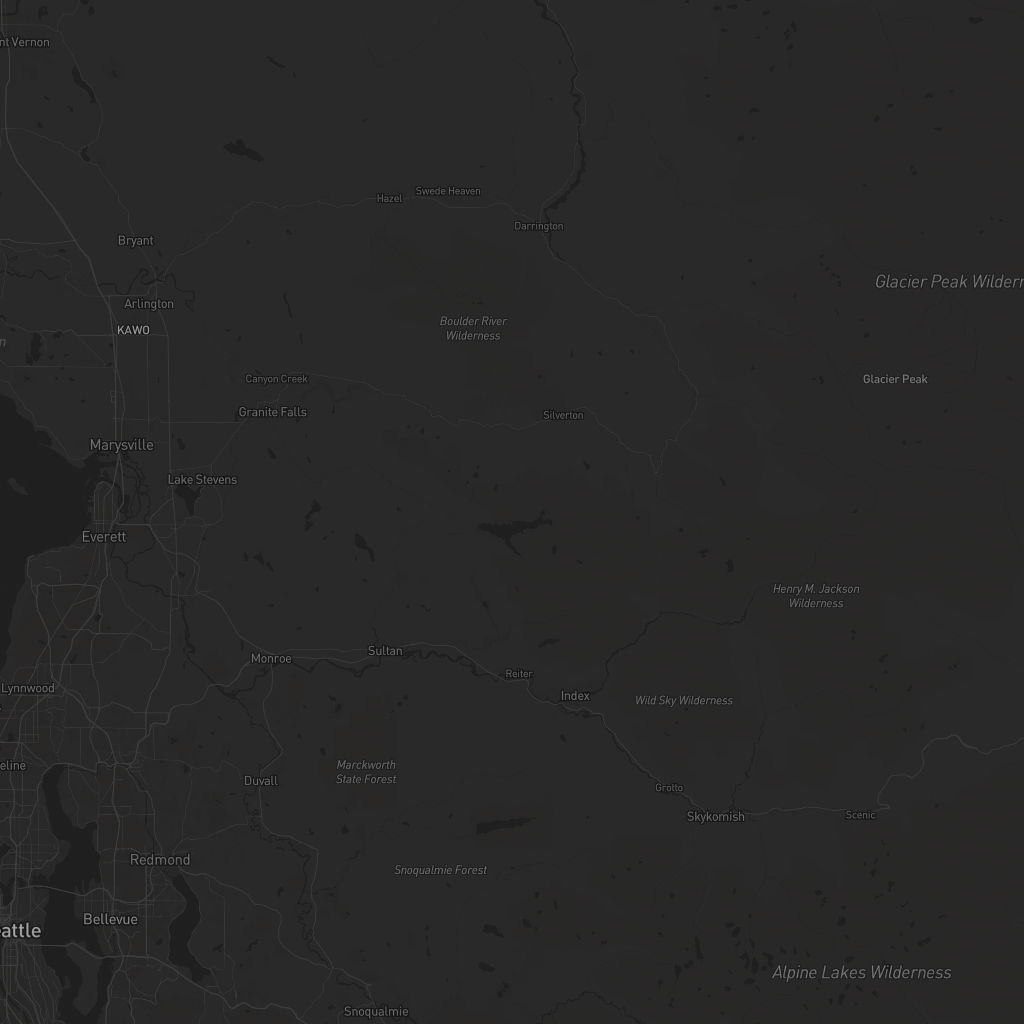 nt Vernon
Swede Heaven
Hazel
Darrington
Bryant
Glacier Peak Wildern
Arlington
KAWO
Boulder River
Wilderness
n
Canyon Creek
Glacier Peak
Granite Falls
Silverton
Marysville
Lake Stevens
Everett
Henry M. Jackson
Wilderness
Sultan
Monroe
Reiter
Lynnwood
Index
Wild Sky Wilderness
eline
Marckworth
State Forest
Duvall
Grotto
Skykomish
Scenic
Redmond
Snoqualmie Forest
Bellevue
eattle
Alpine Lakes Wilderness
Snoqualmie